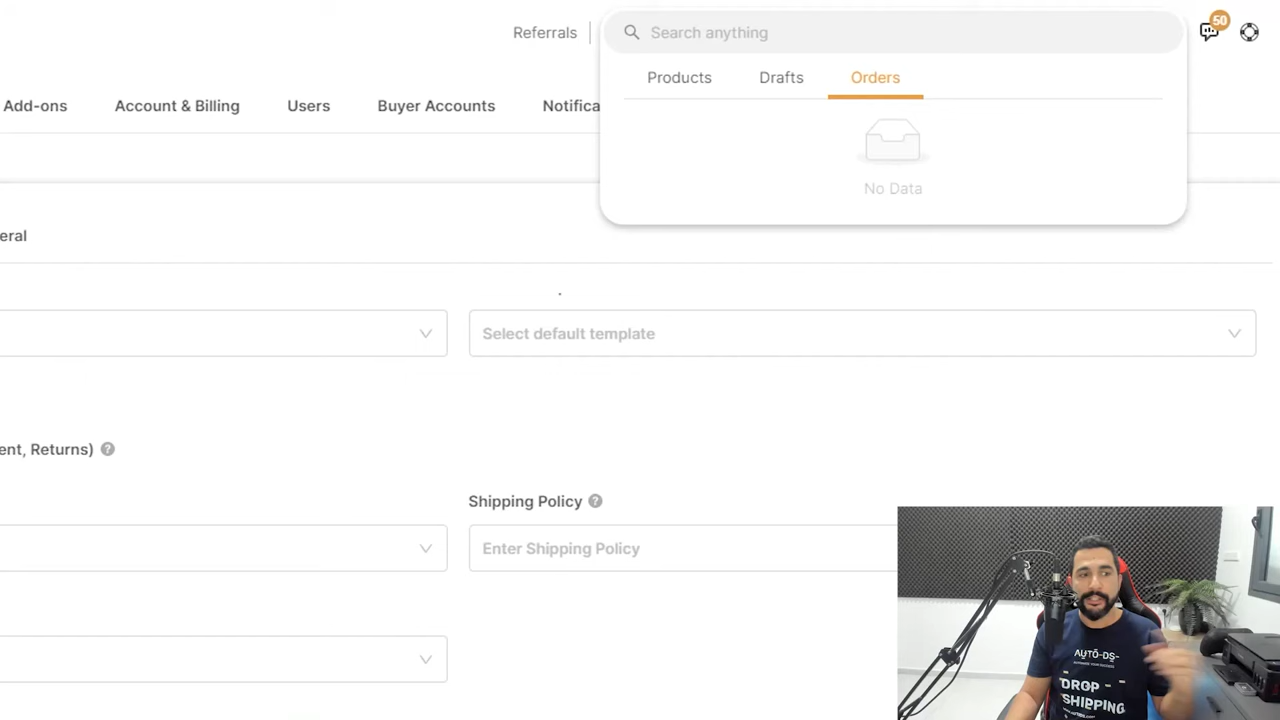 Referrals
Search anything
50
Products
Drafts
Orders
Add-ons
Account & Billing
Users
Buyer Accounts
Notifica
No Data
eral
Select default template
ent, Returns)
Shipping Policy
Enter Shipping Policy
AUTO-DS-
DROP
SHIPPING